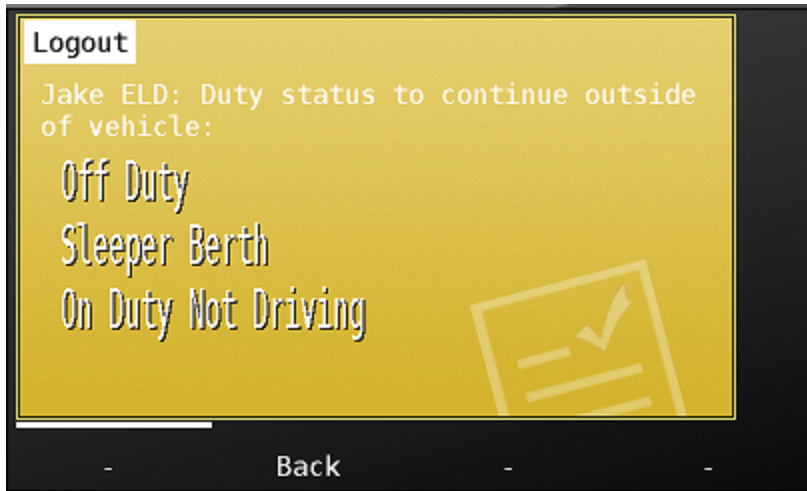 Logout
Jake ELD: Duty status to continue outside
of vehicle:
Off Duty
Sleeper Berth
On Duty Not Driving
- Back - -